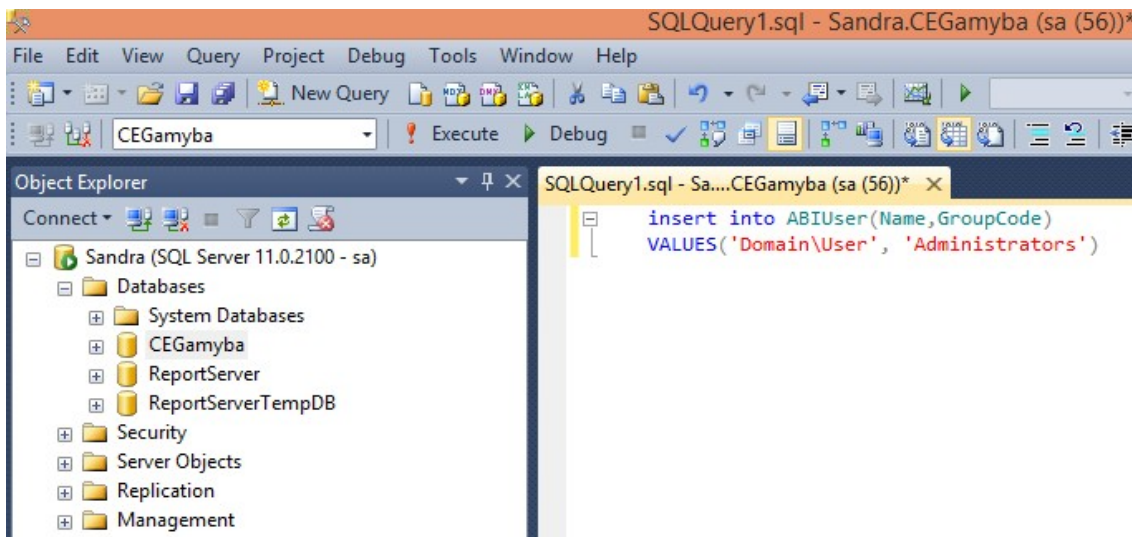 SQLQuery1.sql - Sandra.CEGamyba (sa (56))*
File Edit View Query Project Debug Tools Window Help
New Query
CEGamyba
Execute Debug
Object Explorer
SQLQuery1.sql - Sa....CEGamyba (sa (56))*
Connect
insert into ABIUser(Name,GroupCode)
VALUES('Domain\User', 'Administrators')
Sandra (SQL Server 11.0.2100 - sa)
Databases
System Databases
CEGamyba
ReportServer
ReportServerTempDB
Security
Server Objects
Replication
Management